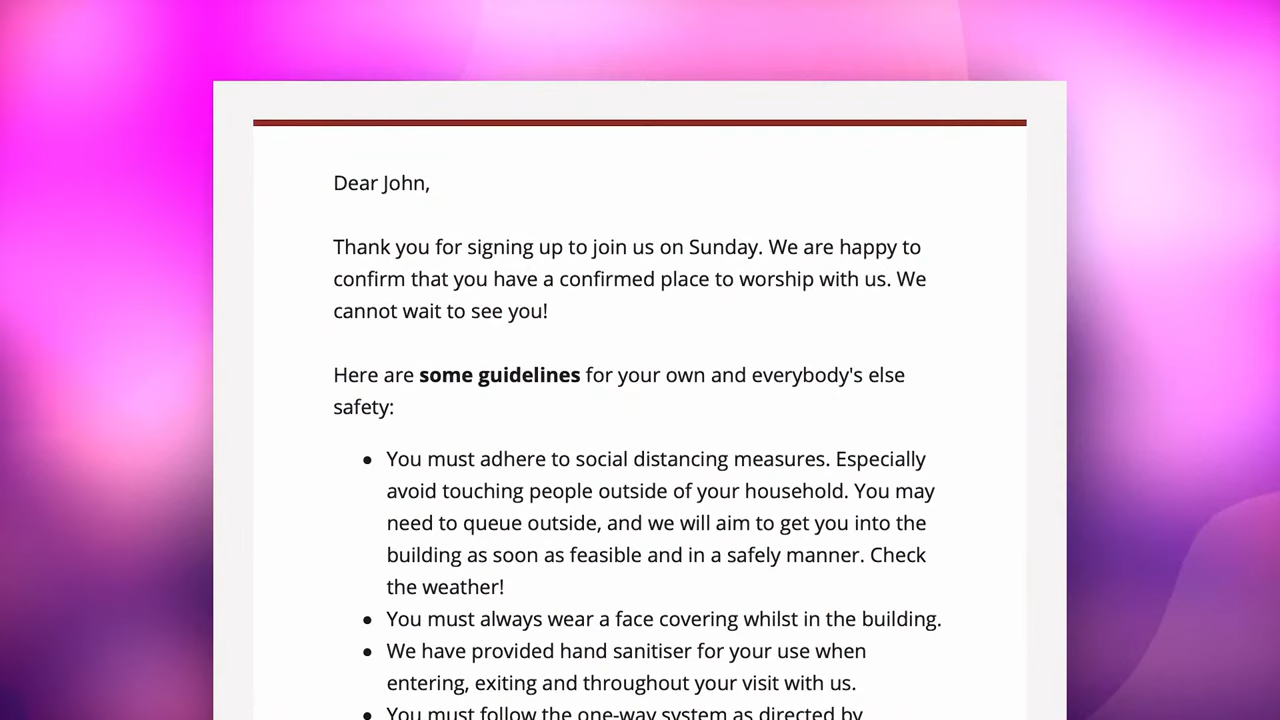 Dear John,
Thank you for signing up to join us on Sunday. We are happy to
confirm that you have a confirmed place to worship with us. We
cannot wait to see you!
Here are some guidelines for your own and everybody's else
safety:
• You must adhere to social distancing measures. Especially
avoid touching people outside of your household. You may
need to queue outside, and we will aim to get you into the
building as soon as feasible and in a safely manner. Check
the weather!
• You must always wear a face covering whilst in the building.
• We have provided hand sanitiser for your use when
entering, exiting and throughout your visit with us.
• You must follow the one-way system as directed by